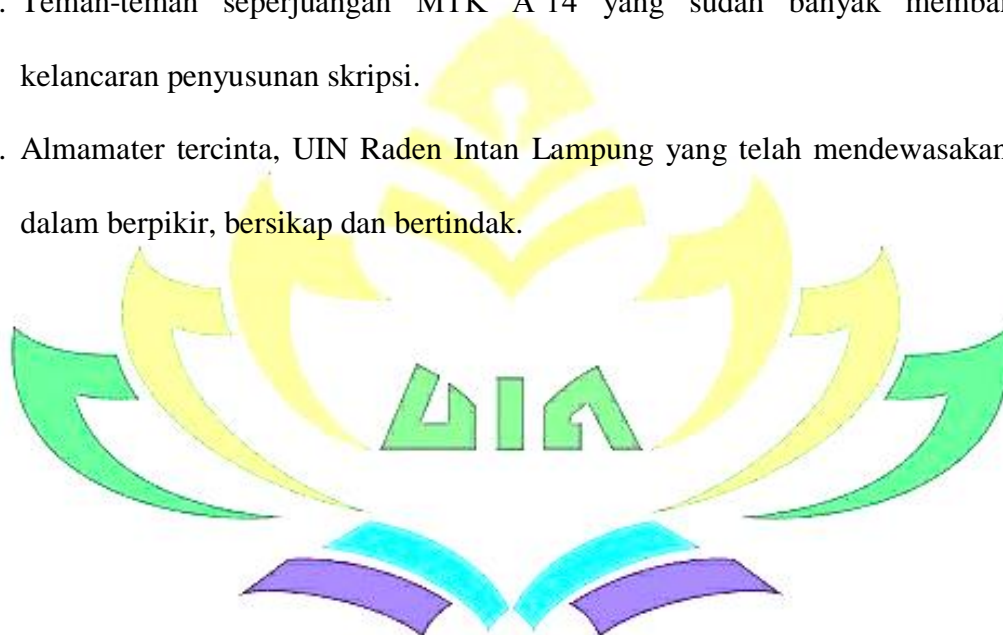 . Teman-teman seperjuangan MTK A'14 yang sudah banyak
kelancaran penyusunan skripsi.
. Almamater tercinta, UIN Raden Intan Lampung yang telah mendewasakan
dalam berpikir, bersikap dan bertindak.
UIN